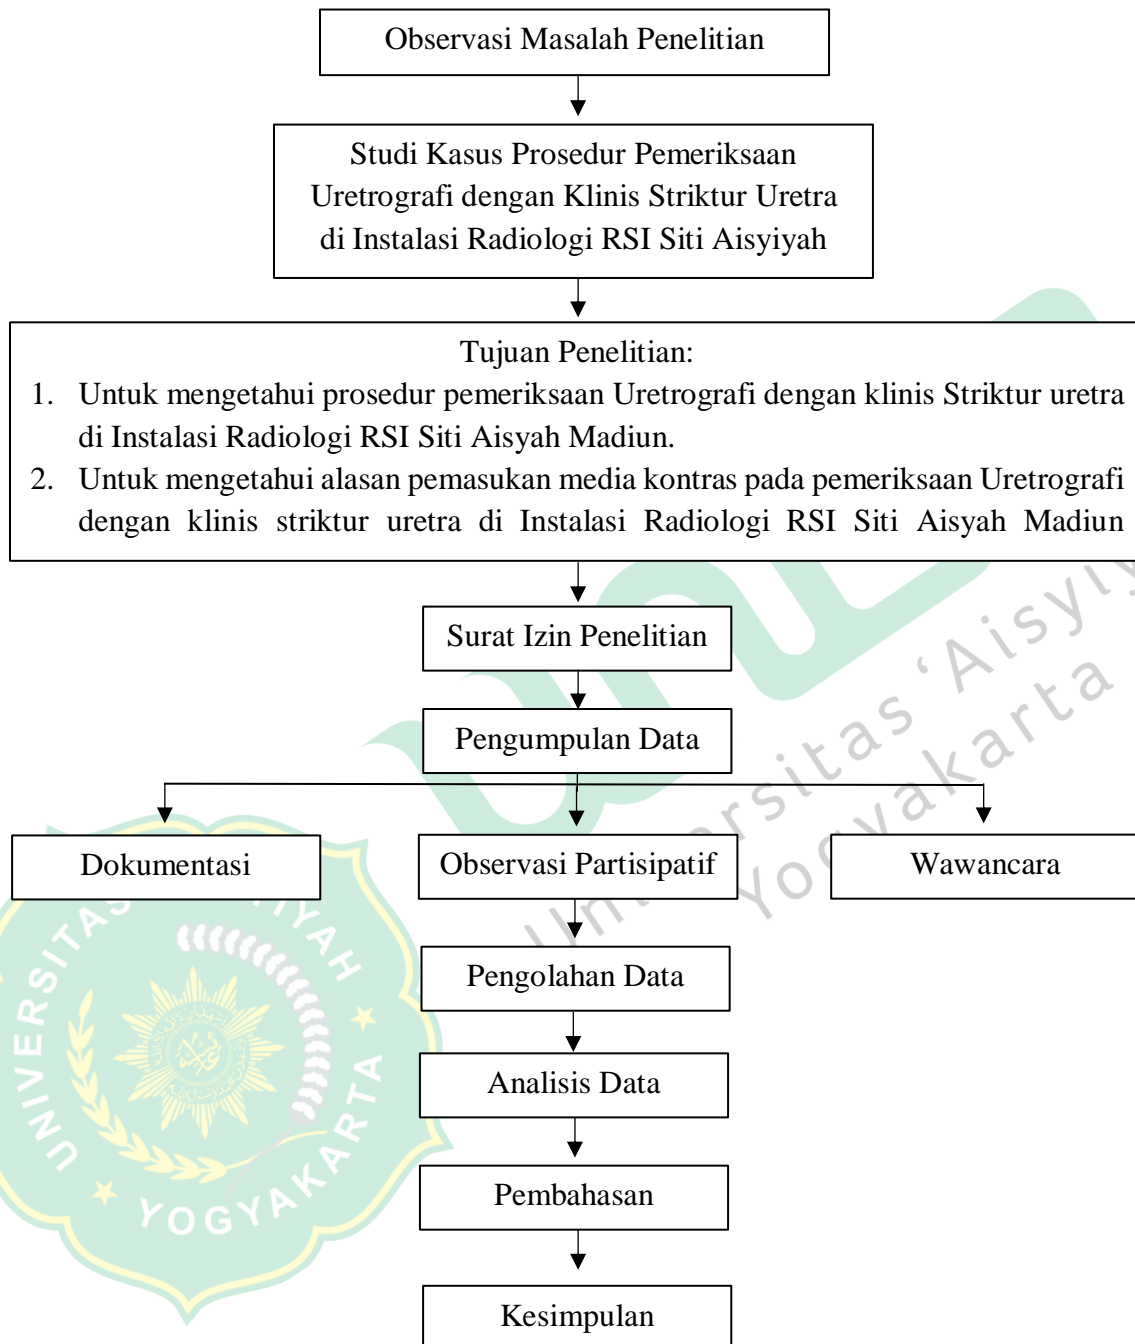 Observasi Masalah Penelitian
Studi Kasus Prosedur Pemeriksaan
Uretrografi dengan Klinis Striktur Uretra
di Instalasi Radiologi RSI Siti Aisyiyah
Tujuan Penelitian:
1. Untuk mengetahui prosedur pemeriksaan Uretrografi dengan klinis Striktur uretra
di Instalasi Radiologi RSI Siti Aisyah Madiun.
2. Untuk mengetahui alasan pemasukan media kontras pada pemeriksaan Uretrografi
dengan klinis striktur uretra di Instalasi Radiologi RSI Siti Aisyah Madiun
Surat Izin Penelitian
Pengumpulan Data
Dokumentasi
Observasi Partisipatif
Wawancara
Pengolahan Data
Analisis Data
Pembahasan
Kesimpulan
Yogyakarta
UNIVERSITAS
YOGYAKARTA